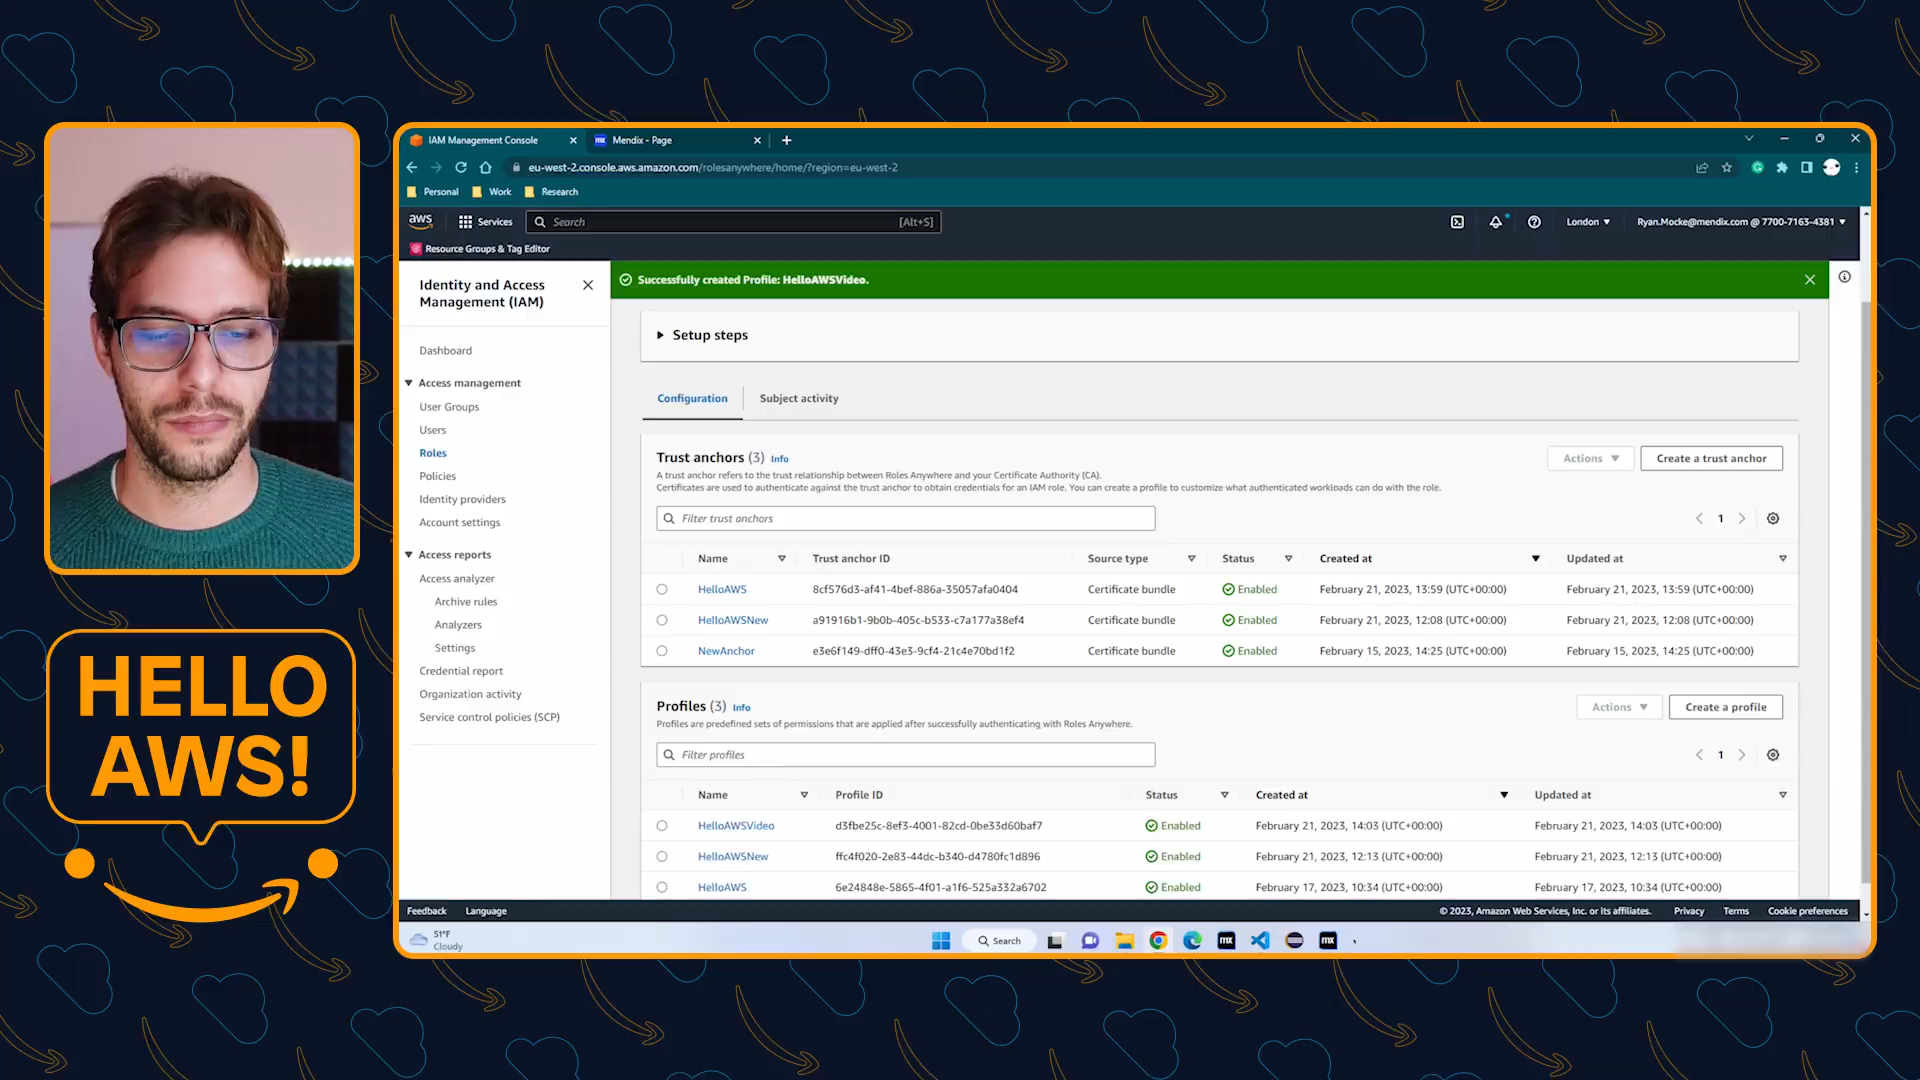 IAM Management Console
mx Mendix - Page
eu-west-2.console.aws.amazon.com/rolesanywhere/home/?region=eu-west-2
Personal Work Research
aws Services Search [Alt+S] London Ryan.Mocke@mendix.com @ 7700-7163-4381
Resource Groups & Tag Editor
Identity and Access
Management (IAM)
Dashboard
Access management
User Groups
Users
Roles
Policies
Identity providers
Account settings
Access reports
Access analyzer
Archive rules
Analyzers
Settings
Credential report
Organization activity
Service control policies (SCP)
Successfully created Profile: HelloAWSVideo.
Setup steps
Configuration Subject activity
Trust anchors (3) Info
Actions Create a trust anchor
A trust anchor refers to the trust relationship between Roles Anywhere and your Certificate Authority (CA).
Certificates are used to authenticate against the trust anchor to obtain credentials for an IAM role. You can create a profile to customize what authenticated workloads can do with the role.
Filter trust anchors
1
Name Trust anchor ID Source type Status Created at Updated at
HelloAWS 8cf576d3-af41-4bef-886a-35057afa0404 Certificate bundle Enabled February 21, 2023, 13:59 (UTC+00:00) February 21, 2023, 13:59 (UTC+00:00)
HelloAWSNew a91916b1-9b0b-405c-b533-c7a177a38ef4 Certificate bundle Enabled February 21, 2023, 12:08 (UTC+00:00) February 21, 2023, 12:08 (UTC+00:00)
NewAnchor e3e6f149-dff0-43e3-9cf4-21c4e70bd1f2 Certificate bundle Enabled February 15, 2023, 14:25 (UTC+00:00) February 15, 2023, 14:25 (UTC+00:00)
Profiles (3) Info
Actions Create a profile
Profiles are predefined sets of permissions that are applied after successfully authenticating with Roles Anywhere.
Filter profiles
1
Name Profile ID Status Created at Updated at
HelloAWSVideo d3fbe25c-8ef3-4001-82cd-0be33d60baf7 Enabled February 21, 2023, 14:03 (UTC+00:00) February 21, 2023, 14:03 (UTC+00:00)
HelloAWSNew ffc4f020-2e83-44dc-b340-d4780fc1d896 Enabled February 21, 2023, 12:13 (UTC+00:00) February 21, 2023, 12:13 (UTC+00:00)
HelloAWS 6e24848e-5865-4f01-a1f6-525a332a6702 Enabled February 17, 2023, 10:34 (UTC+00:00) February 17, 2023, 10:34 (UTC+00:00)
Feedback Language © 2023, Amazon Web Services, Inc. or its affiliates. Privacy Terms Cookie preferences
51°F
Cloudy
Search
mx
mx
HELLO
AWS!